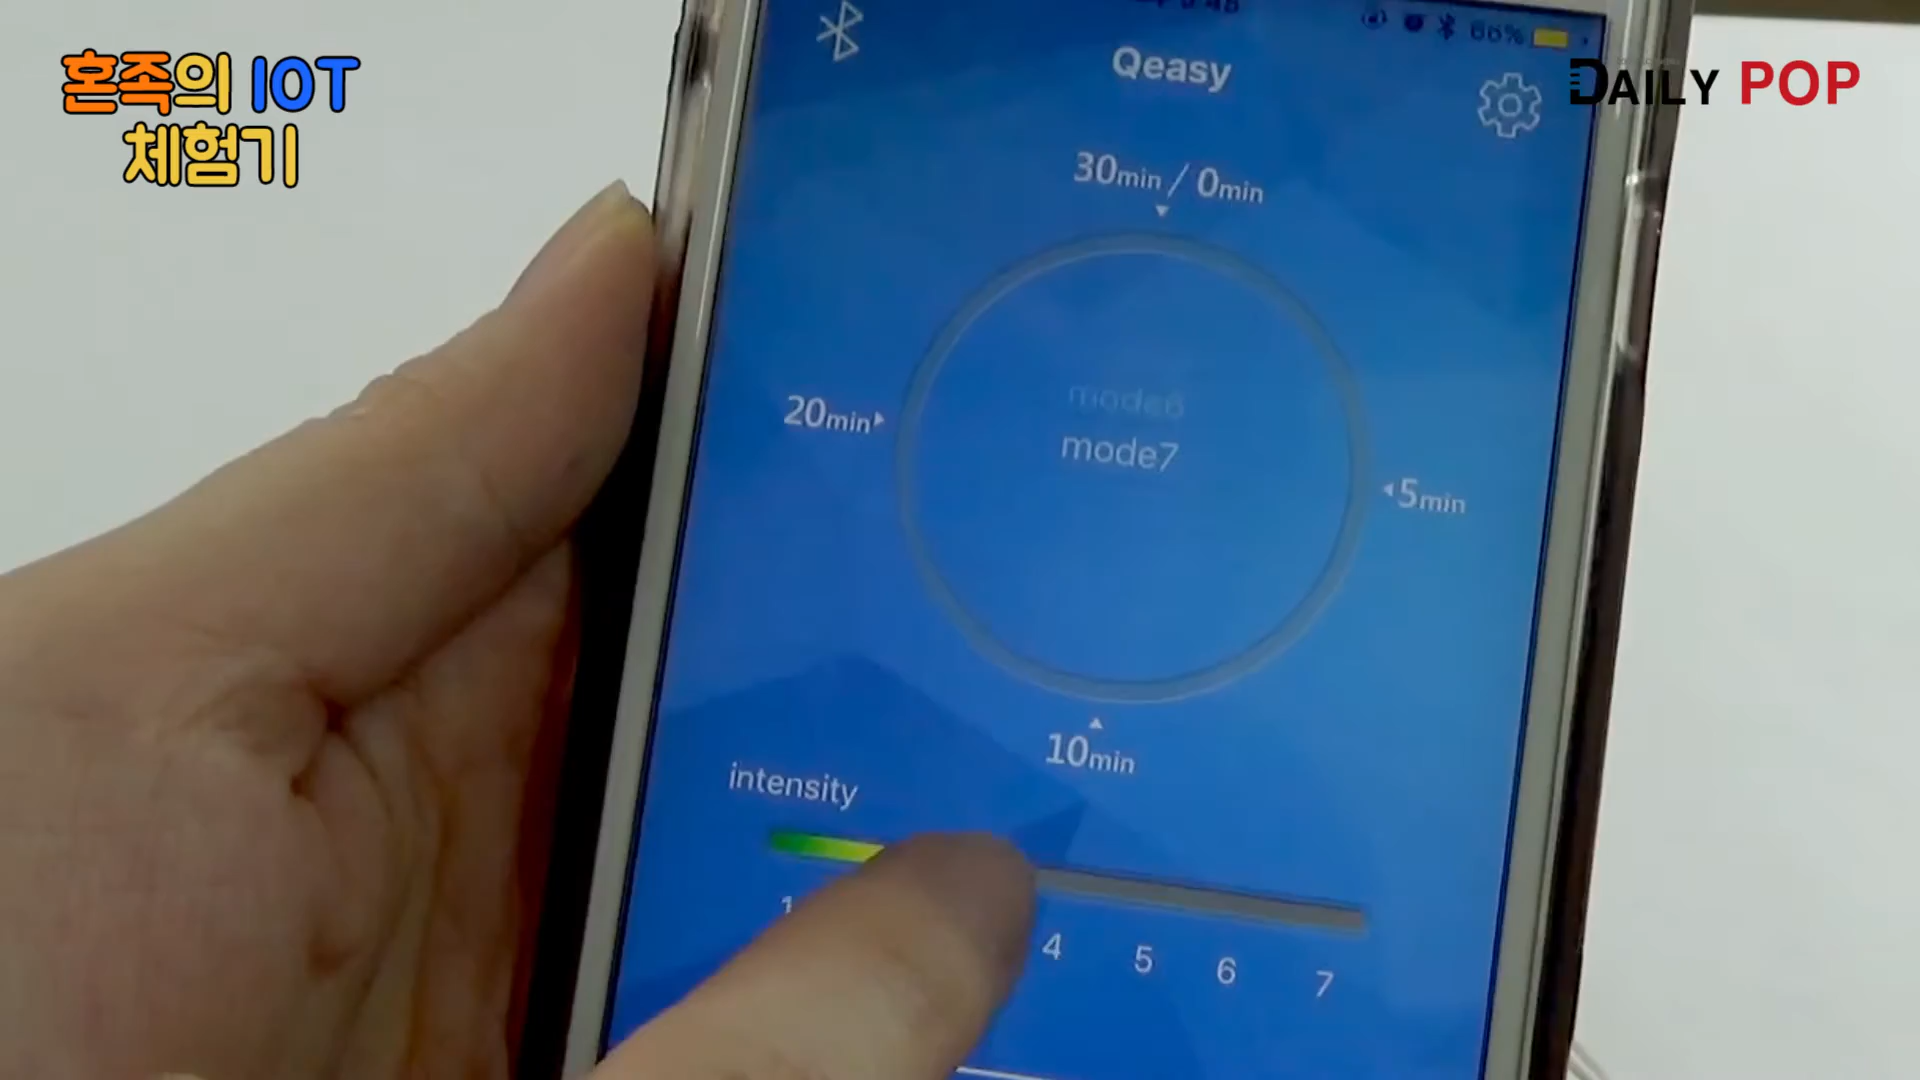 혼족의 IOT
체험기
DAILY POP
66%
Qeasy
30min / 0min
mode6
20min
mode7
5min
10min
intensity
1
4 5 6 7